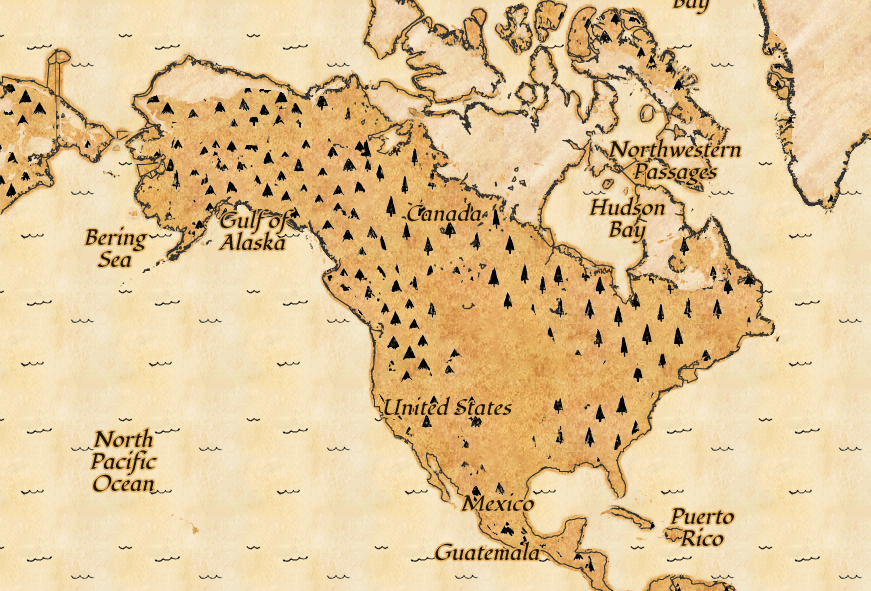 Bay
Northwestern
Passages
Hudson
Bay
Canada
Gulf of
Alaska
Bering
Sea
United States
North
Pacific
Ocean
Mexico
Puerto
Rico
Guatemala